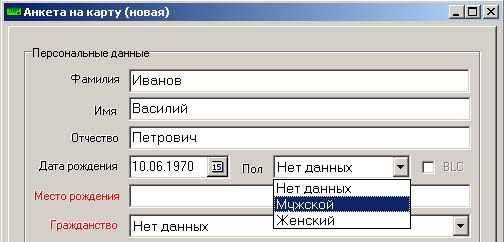 Анкета на карту (новая)
Персональные данные
Фамилия Иванов
Имя Василий
Отчество Петрович
Дата рождения 10.06.1970 15 Пол Нет данных BLC
Нет данных
Место рождения Мужской
Женский
Гражданство Нет данных